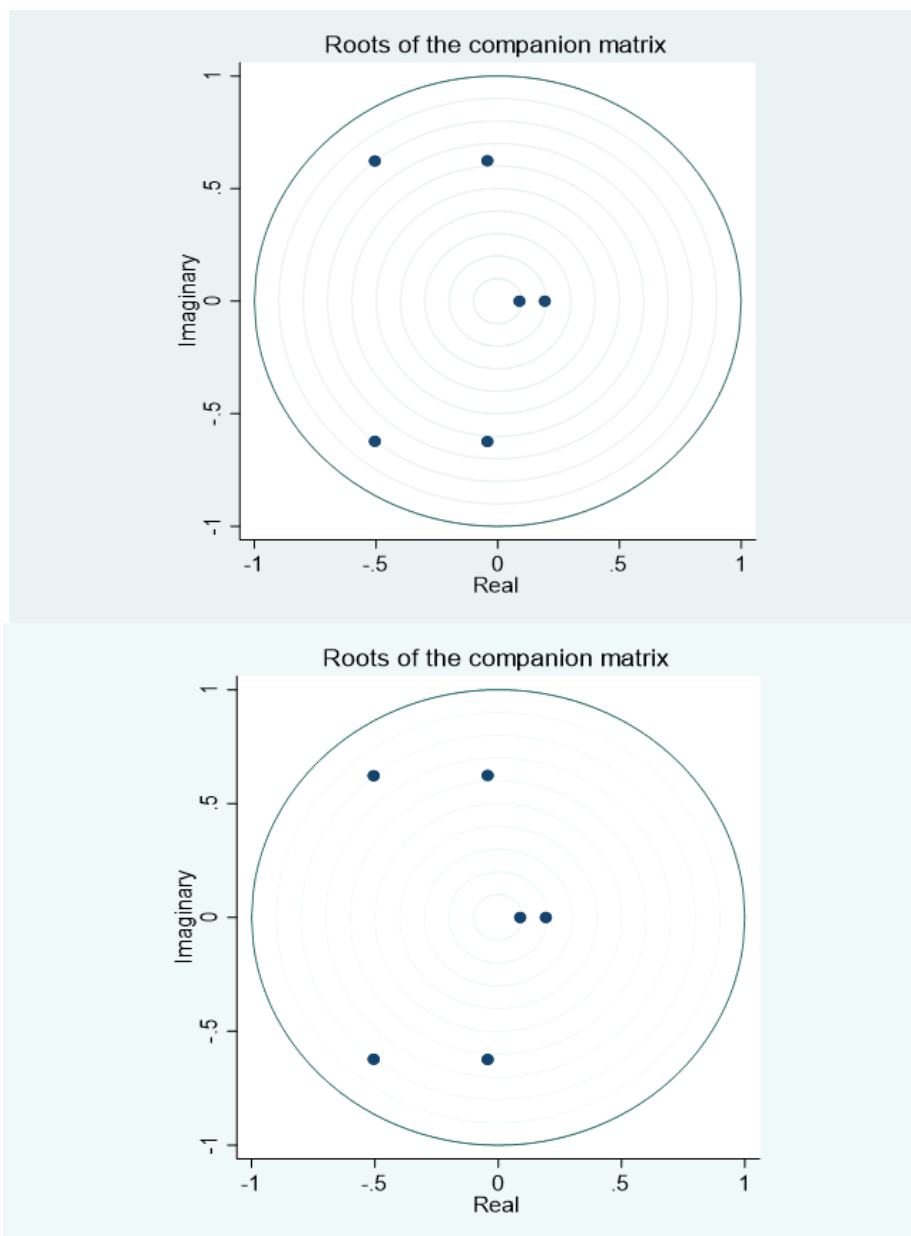 Roots of the companion matrix
1
.5
Imaginary
0
-.5
-1
-1 -.5 0 .5 1
Real
Roots of the companion matrix
1
.5
Imaginary
0
-.5
-1
-1 -.5 0 .5 1
Real